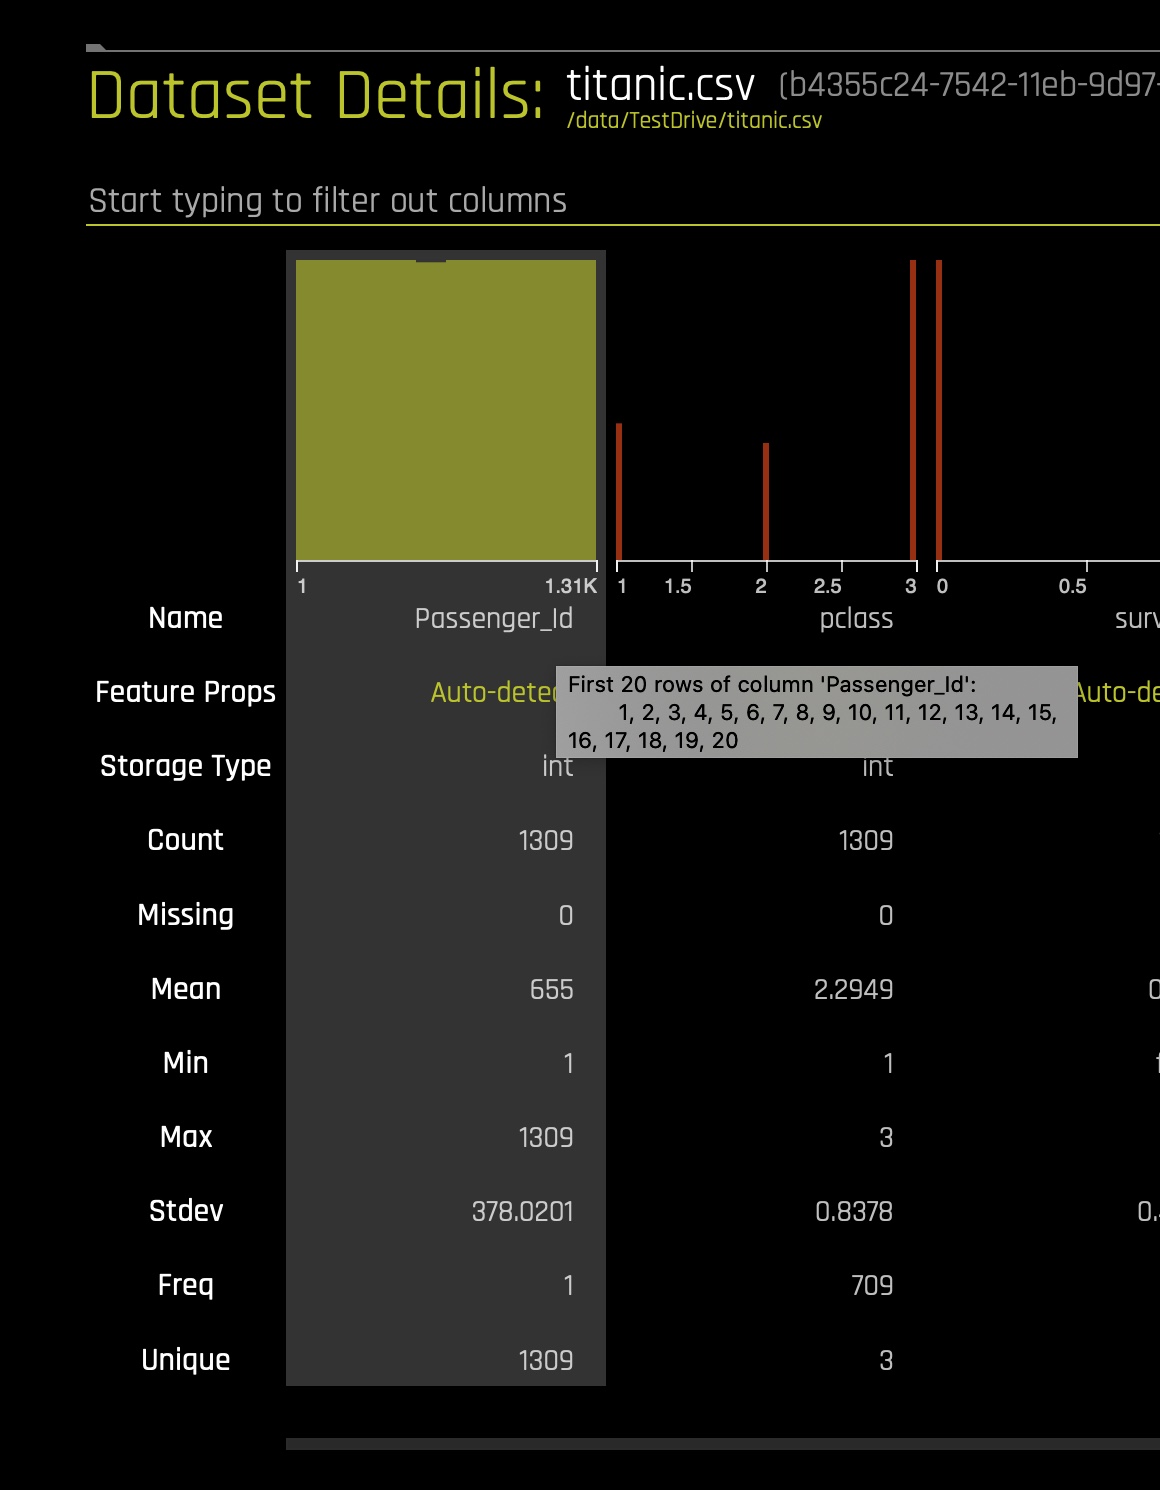 Dataset Details: titanic.csv (b4355c24-7542-11eb-9d97-
/data/TestDrive/titanic.csv
Start typing to filter out columns
1 1.31K 1 1.5 2 2.5 3 0 0.5
Name Passenger_Id pclass surv
Feature Props Auto-detec Auto-de
First 20 rows of column 'Passenger_Id':
1, 2, 3, 4, 5, 6, 7, 8, 9, 10, 11, 12, 13, 14, 15,
16, 17, 18, 19, 20
Storage Type int int
Count 1309 1309
Missing 0 0
Mean 655 2.2949 0
Min 1 1
Max 1309 3
Stdev 378.0201 0.8378 0.
Freq 1 709
Unique 1309 3